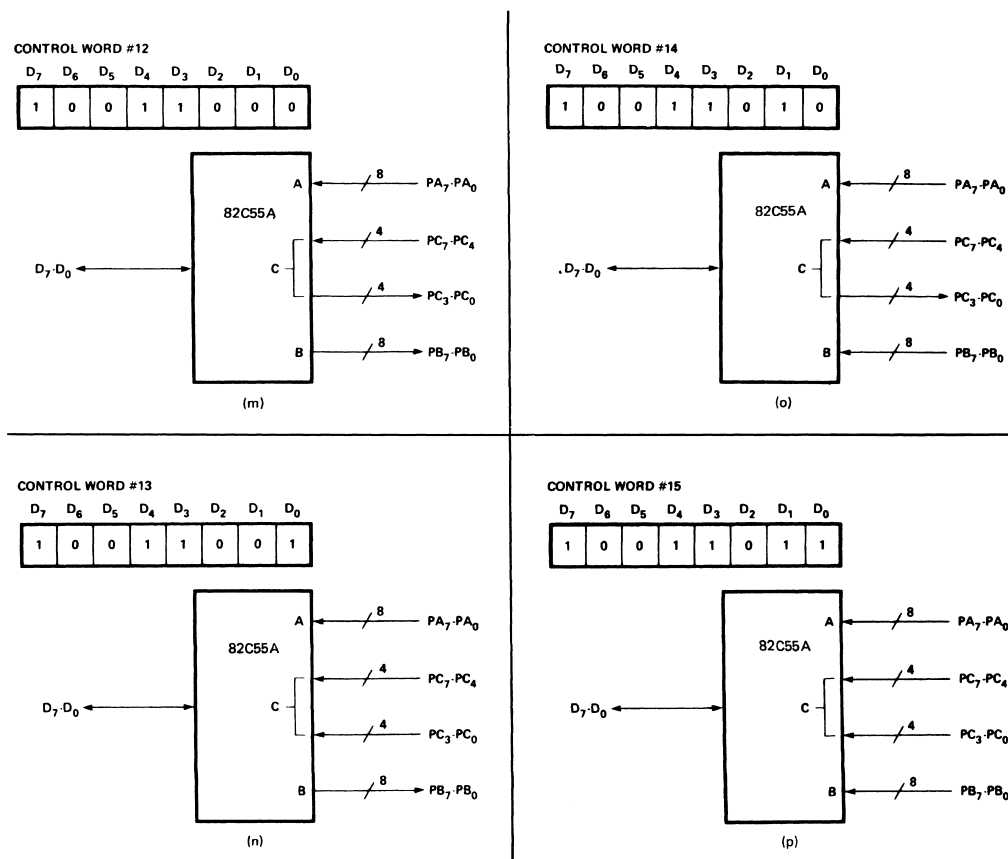 CONTROL WORD #12
D7 D6 D5 D4 D3 D2 D1 D0
1 0 0 1 1 0 0 0
A
8
PA7-PA0
82C55A
4
PC7-PC4
D7-D0
C
4
PC3-PC0
B
8
PB7-PB0
(m)
CONTROL WORD #14
D7 D6 D5 D4 D3 D2 D1 D0
1 0 0 1 1 0 1 0
A
8
PA7-PA0
82C55A
4
PC7-PC4
D7-D0
C
4
PC3-PC0
B
8
PB7-PB0
(o)
CONTROL WORD #13
D7 D6 D5 D4 D3 D2 D1 D0
1 0 0 1 1 0 0 1
A
8
PA7-PA0
82C55A
4
PC7-PC4
D7-D0
C
4
PC3-PC0
B
8
PB7-PB0
(n)
CONTROL WORD #15
D7 D6 D5 D4 D3 D2 D1 D0
1 0 0 1 1 0 1 1
A
8
PA7-PA0
82C55A
4
PC7-PC4
D7-D0
C
4
PC3-PC0
B
8
PB7-PB0
(p)